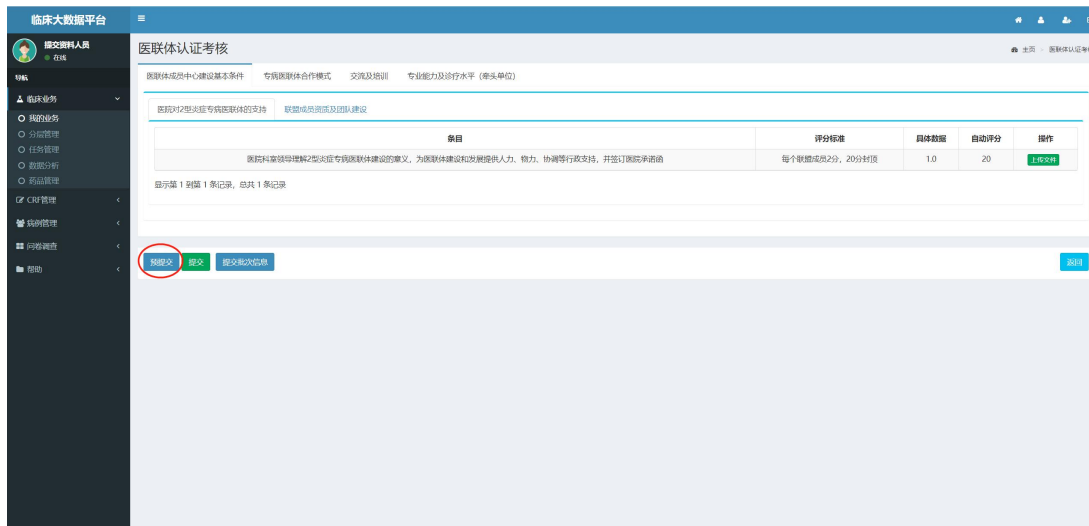 临床大数据平台
提交资料人员
在线
导航
临床业务
我的业务
分层管理
任务管理
数据分析
药品管理
CRF管理
病例管理
问卷调查
帮助
医联体认证考核
主页 > 医联体认证考
医联体成员中心建设基本条件 专病医联体合作模式 交流及培训 专业能力及诊疗水平（牵头单位）
医院对2型炎症专病医联体的支持 联盟成员资质及团队建设
条目 评分标准 具体数据 自动评分 操作
医院科室领导理解2型炎症专病医联体建设的意义，为医联体建设和发展提供人力、物力、协调等行政支持，并签订医院承诺函 每个联盟成员2分，20分封顶 1.0 20 上传文件
显示第 1 到第 1 条记录，总共 1 条记录
预提交 提交 提交批次信息 返回